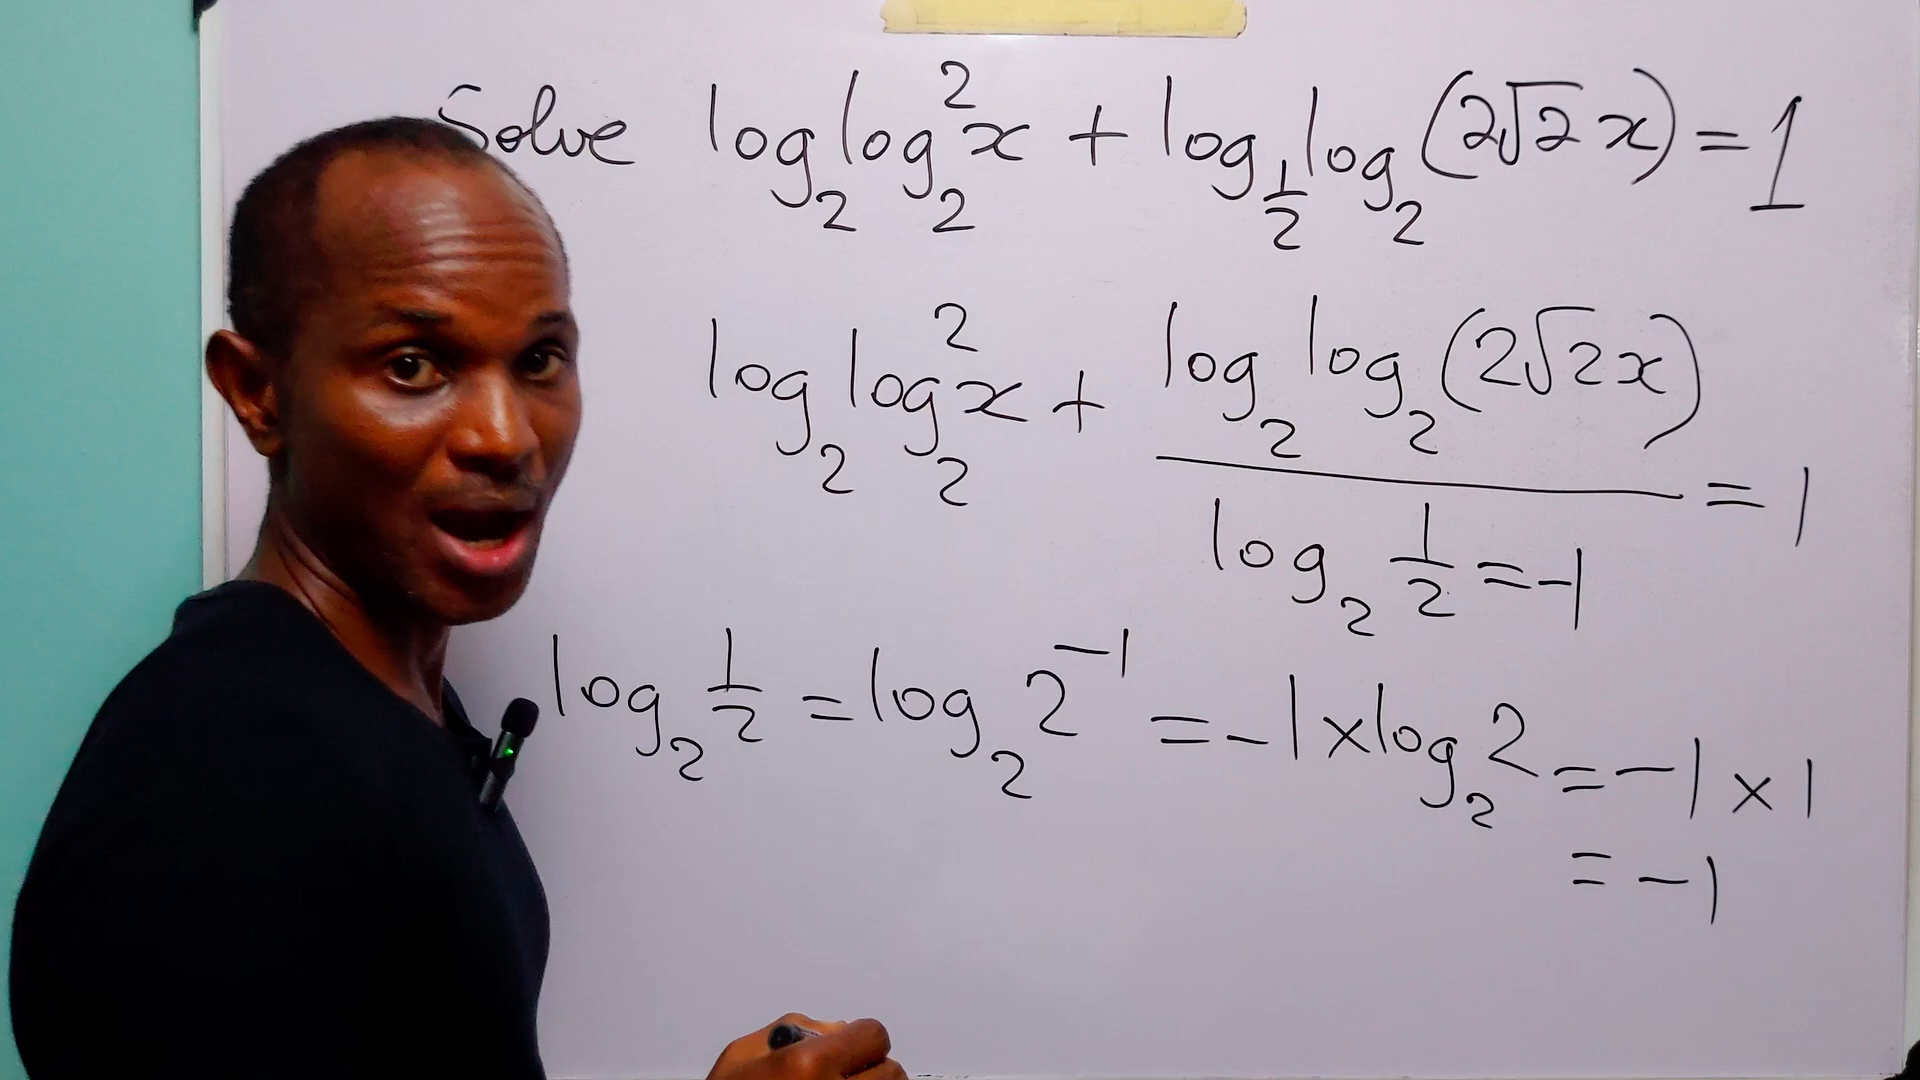 Solve log₂ log₂² x + log_½ log₂ (2√2 x) = 1
log₂ log₂² x + log₂ log₂ (2√2x) / log₂ ½ = -1 = 1
log₂ ½ = log₂ 2⁻¹ = -1 × log₂ 2 = -1 × 1
= -1